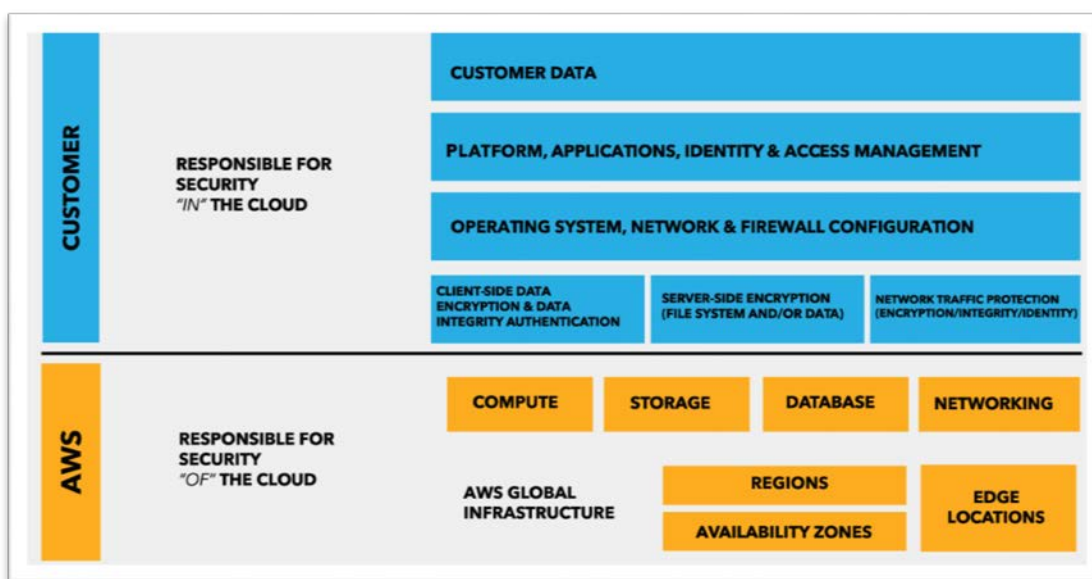 CUSTOMER
RESPONSIBLE FOR
SECURITY
"IN" THE CLOUD
CUSTOMER DATA
PLATFORM, APPLICATIONS, IDENTITY & ACCESS MANAGEMENT
OPERATING SYSTEM, NETWORK & FIREWALL CONFIGURATION
CLIENT-SIDE DATA
ENCRYPTION & DATA
INTEGRITY AUTHENTICATION
SERVER-SIDE ENCRYPTION
(FILE SYSTEM AND/OR DATA)
NETWORK TRAFFIC PROTECTION
(ENCRYPTION/INTEGRITY/IDENTITY)
AWS
RESPONSIBLE FOR
SECURITY
"OF" THE CLOUD
COMPUTE
STORAGE
DATABASE
NETWORKING
AWS GLOBAL
INFRASTRUCTURE
REGIONS
AVAILABILITY ZONES
EDGE
LOCATIONS